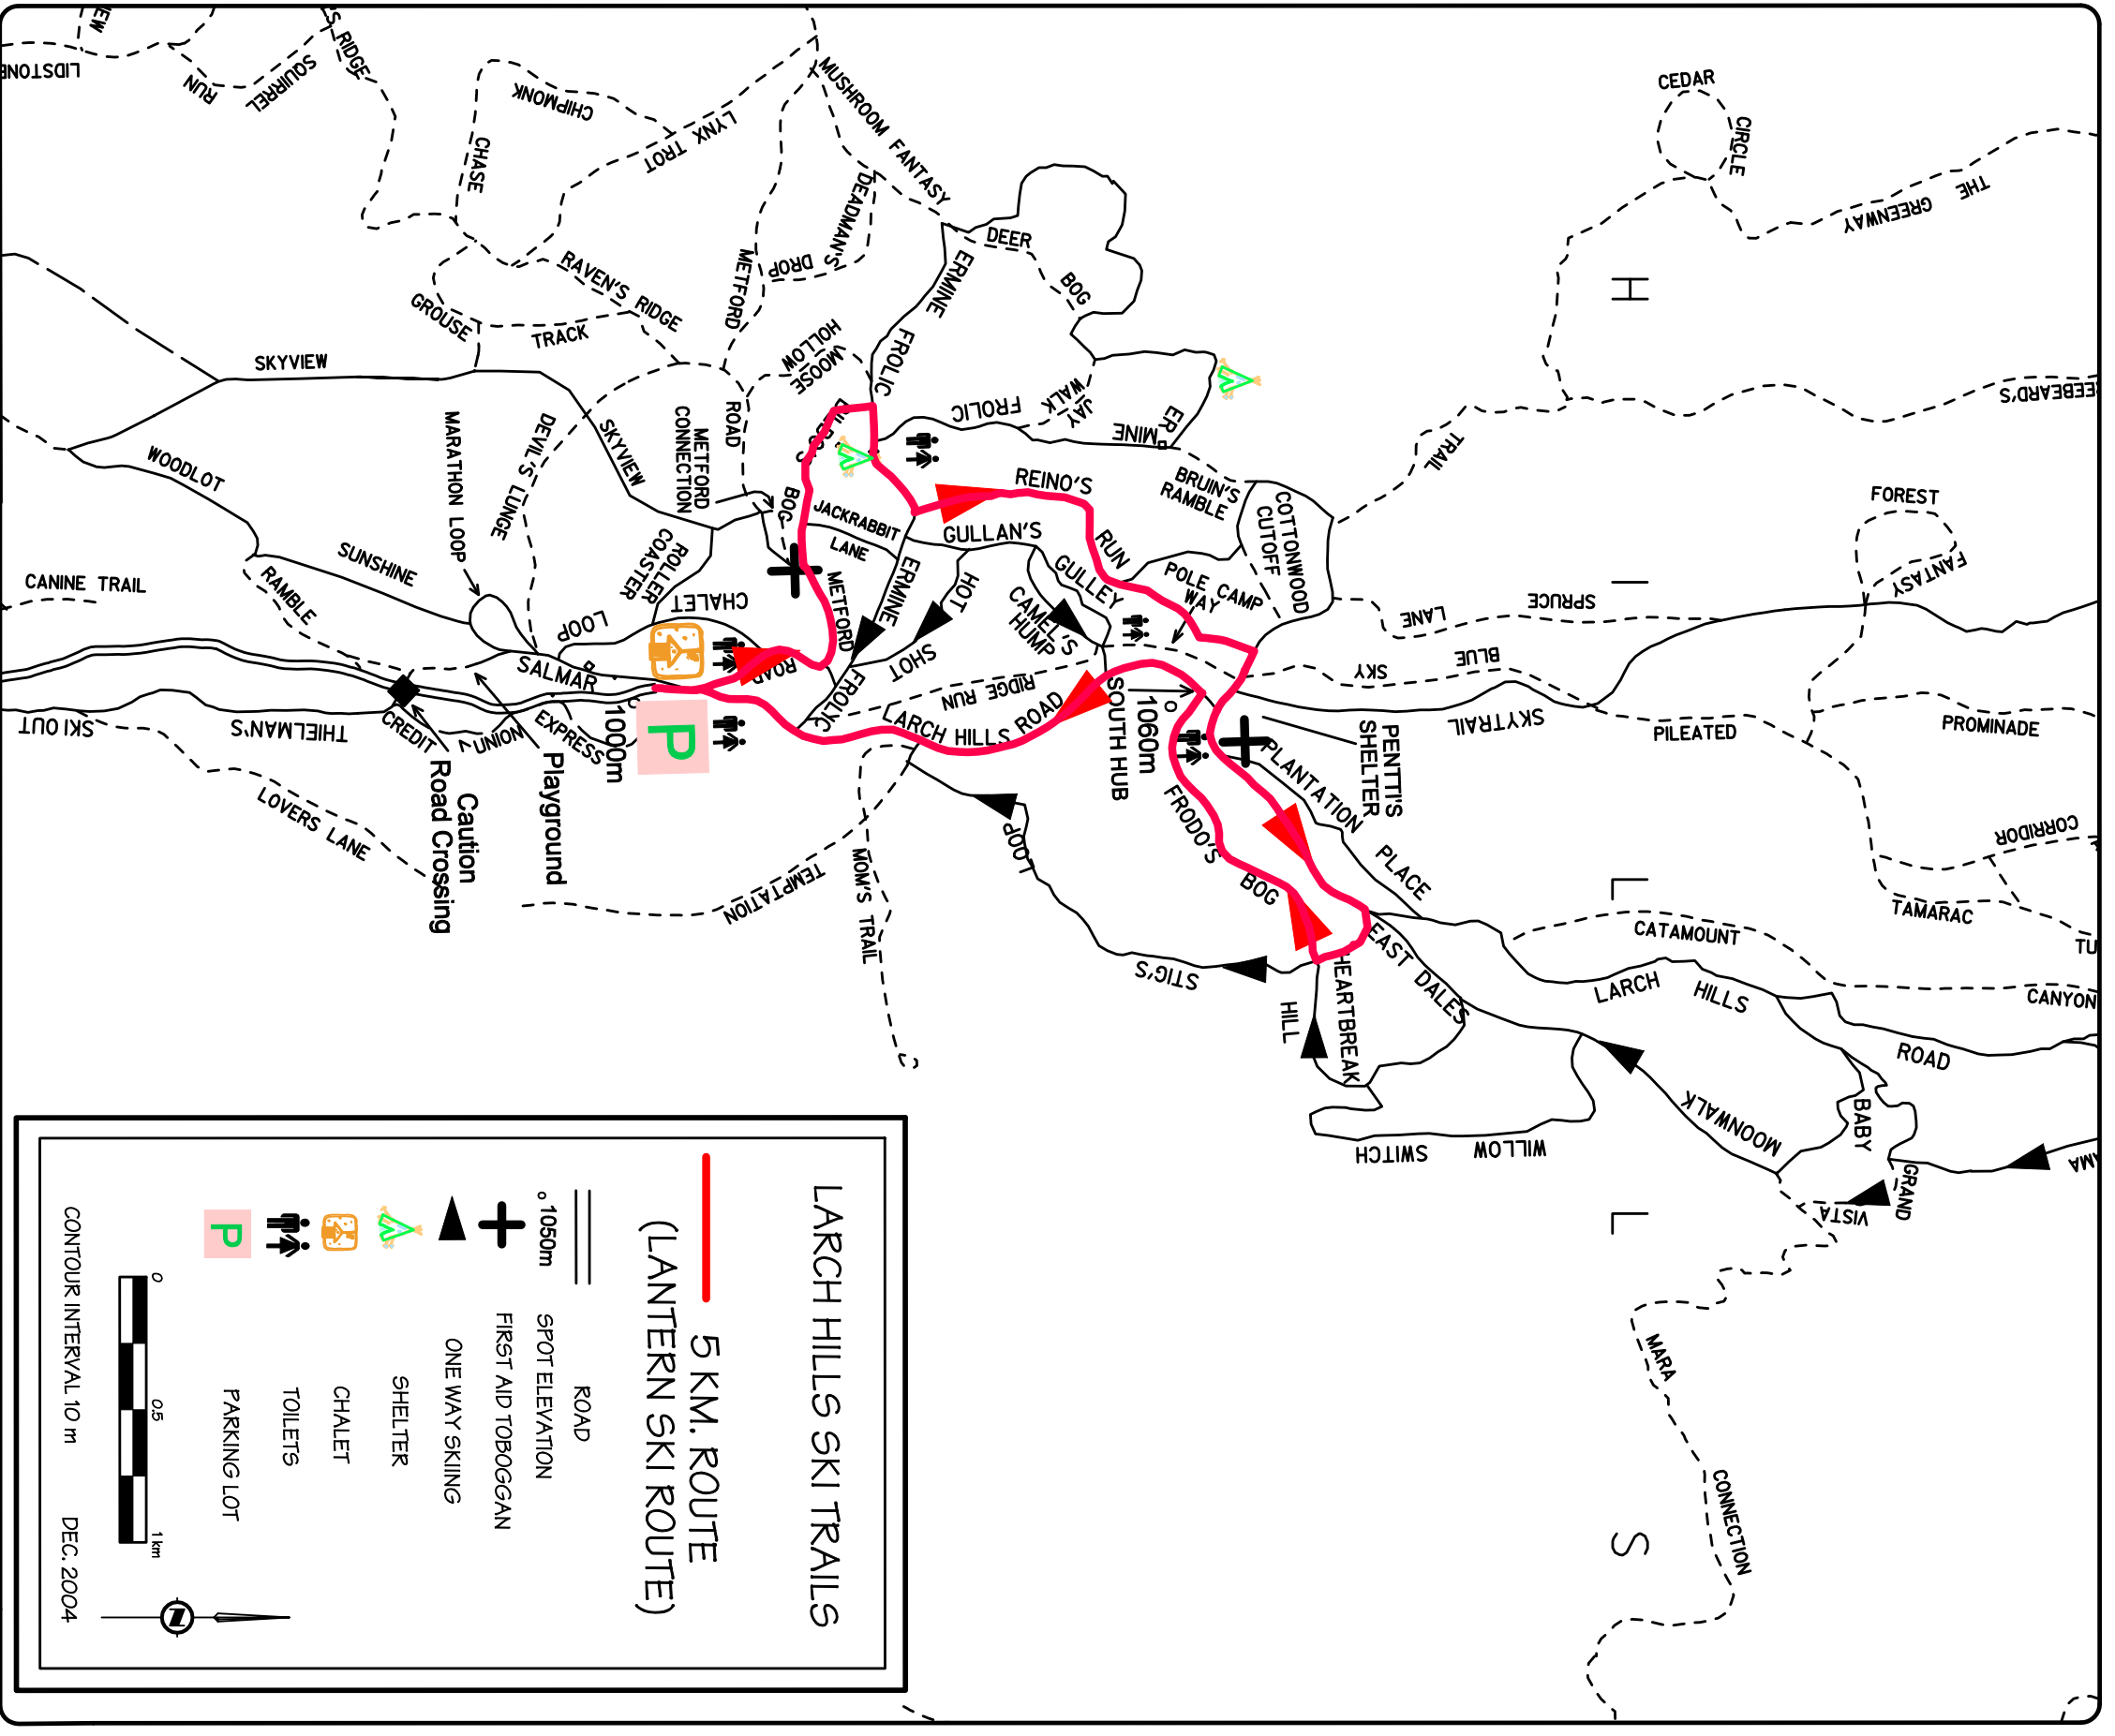 LARCH HILLS SKI TRAILS
5 KM. ROUTE
(LANTERN SKI ROUTE)
ROAD
1050m
SPOT ELEVATION
FIRST AID TOBOGGAN
ONE WAY SKIING
SHELTER
CHALET
TOILETS
P
PARKING LOT
0 0.5 1km
CONTOUR INTERVAL 10 m
DEC. 2004
N
H
I
L
L
S
LIDSTONE
SQUIRREL
RUN
'S RIDGE
CHIPMONK
CHASE
LYNX
TROT
MUSHROOM FANTASY
DEADMAN'S
DROP
METFORD
ROAD
RAVEN'S RIDGE
GROUSE
TRACK
SKYVIEW
MOOSE
HOLLOW
ERMINE
FROLIC
DEER
BOG
JAY
WALK
FROLIC
ERMINE
CEDAR
CIRCLE
THE
GREENWAY
EEBEARD'S
TRAIL
WOODLOT
MARATHON LOOP
DEVIL'S LUNGE
SKYVIEW
METFORD
CONNECTION
BOG
JACKRABBIT
LANE
REINO'S
RUN
GULLAN'S
GULLEY
BRUIN'S
RAMBLE
COTTONWOOD
CUTOFF
POLE CAMP
WAY
FOREST
FANTASY
CANINE TRAIL
SUNSHINE
RAMBLE
ROLLER
COASTER
CHALET
LOOP
METFORD
ROAD
ERMINE
FROLIC
HOT
SHOT
CAMEL'S
HUMP
SPRUCE
LANE
BLUE
SKY
SKYTRAIL
PILEATED
PROMINADE
SALMAR
SKI OUT
THIELMAN'S
CREDIT
UNION
EXPRESS
1000m
P
LARCH HILLS ROAD
RIDGE RUN
SOUTH HUB
1060m
PENTTI'S
SHELTER
PLANTATION
PLACE
FRODO'S
BOG
CORRIDOR
TAMARAC
TU
LOVERS LANE
Caution
Road Crossing
Playground
TEMPTATION
MOM'S TRAIL
STIG'S
LOOP
HEARTBREAK
HILL
EAST DALES
CATAMOUNT
CANYON
LARCH
HILLS
ROAD
WILLOW
SWITCH
MOONWALK
BABY
GRAND
VISTA
MARA
CONNECTION